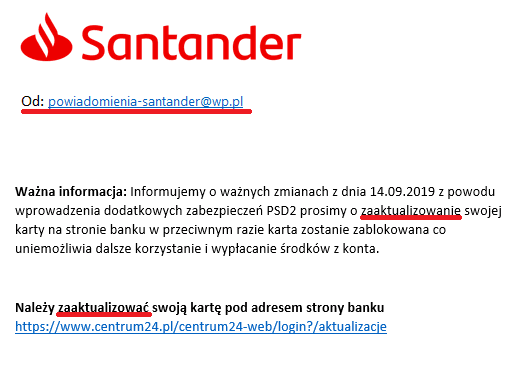 Santander
Od: powiadomienia-santander@wp.pl
Ważna informacja: Informujemy o ważnych zmianach z dnia 14.09.2019 z powodu
wprowadzenia dodatkowych zabezpieczeń PSD2 prosimy o zaaktualizowanie swojej
karty na stronie banku w przeciwnym razie karta zostanie zablokowana co
uniemożliwia dalsze korzystanie i wypłacanie środków z konta.
Należy zaaktualizować swoją kartę pod adresem strony banku
https://www.centrum24.pl/centrum24-web/login?/aktualizacje